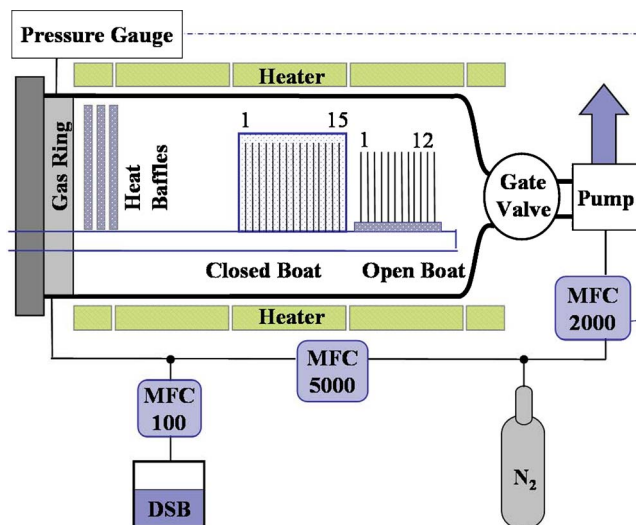 Pressure Gauge
Heater
1 15
1 12
Gas Ring
Heat
Baffles
Gate
Valve
Pump
Closed Boat
Open Boat
Heater
MFC
2000
MFC
5000
MFC
100
DSB
N₂